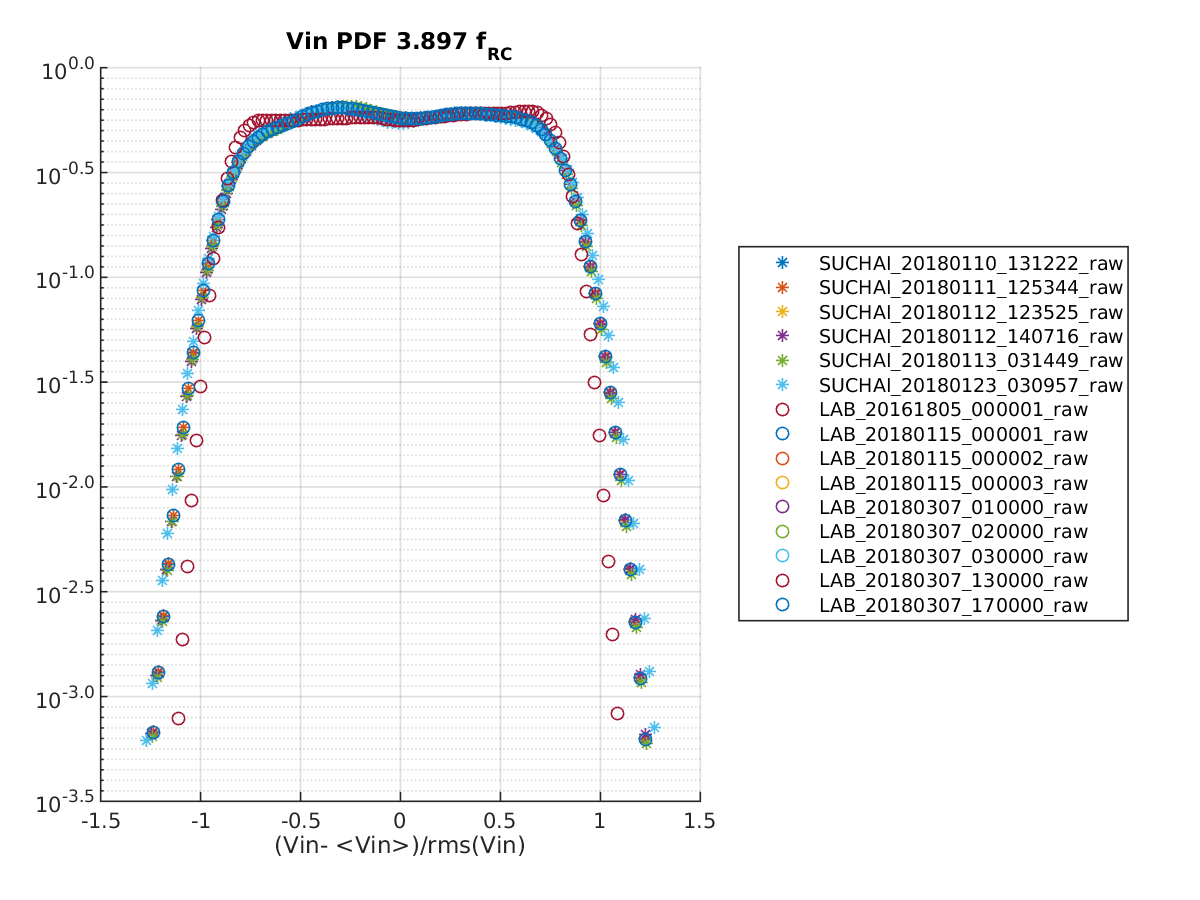 Vin PDF 3.897 f_RC
10^0.0
10^-0.5
10^-1.0
10^-1.5
10^-2.0
10^-2.5
10^-3.0
10^-3.5
-1.5 -1 -0.5 0 0.5 1 1.5
(Vin- <Vin>)/rms(Vin)
SUCHAI_20180110_131222_raw
SUCHAI_20180111_125344_raw
SUCHAI_20180112_123525_raw
SUCHAI_20180112_140716_raw
SUCHAI_20180113_031449_raw
SUCHAI_20180123_030957_raw
LAB_20161805_000001_raw
LAB_20180115_000001_raw
LAB_20180115_000002_raw
LAB_20180115_000003_raw
LAB_20180307_010000_raw
LAB_20180307_020000_raw
LAB_20180307_030000_raw
LAB_20180307_130000_raw
LAB_20180307_170000_raw